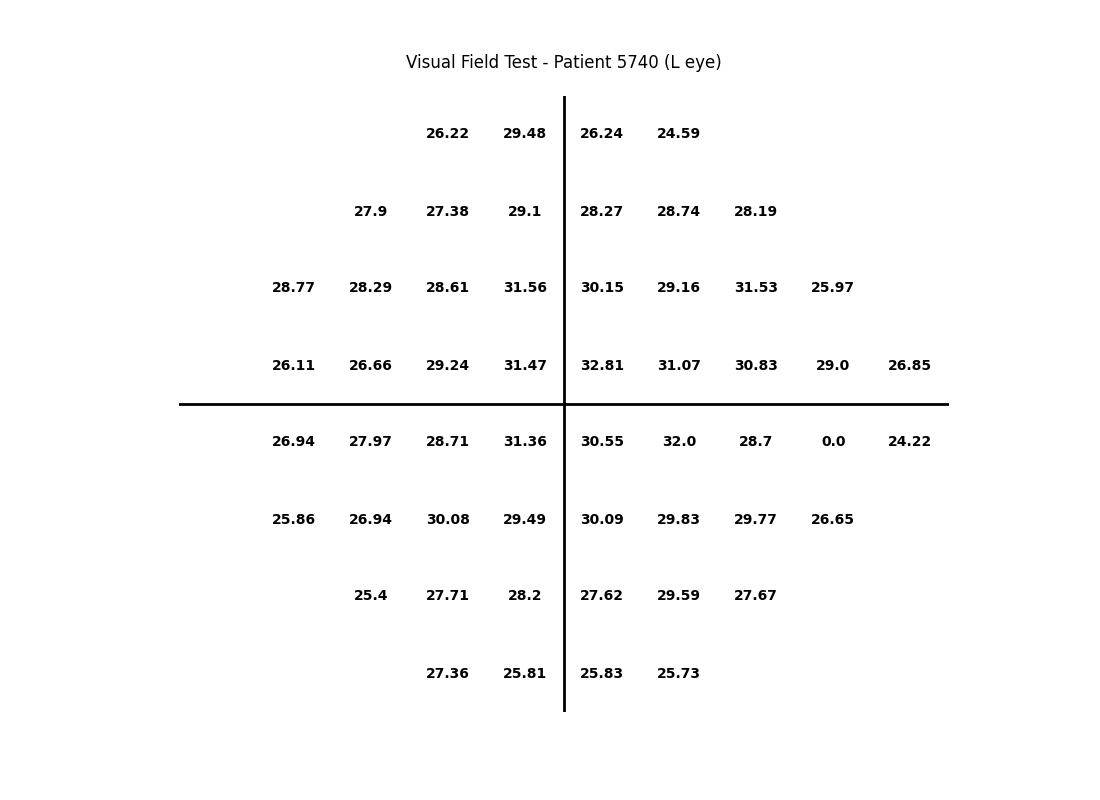 Visual Field Test - Patient 5740 (L eye)
26.22 29.48 26.24 24.59
27.9 27.38 29.1 28.27 28.74 28.19
28.77 28.29 28.61 31.56 30.15 29.16 31.53 25.97
26.11 26.66 29.24 31.47 32.81 31.07 30.83 29.0 26.85
26.94 27.97 28.71 31.36 30.55 32.0 28.7 0.0 24.22
25.86 26.94 30.08 29.49 30.09 29.83 29.77 26.65
25.4 27.71 28.2 27.62 29.59 27.67
27.36 25.81 25.83 25.73